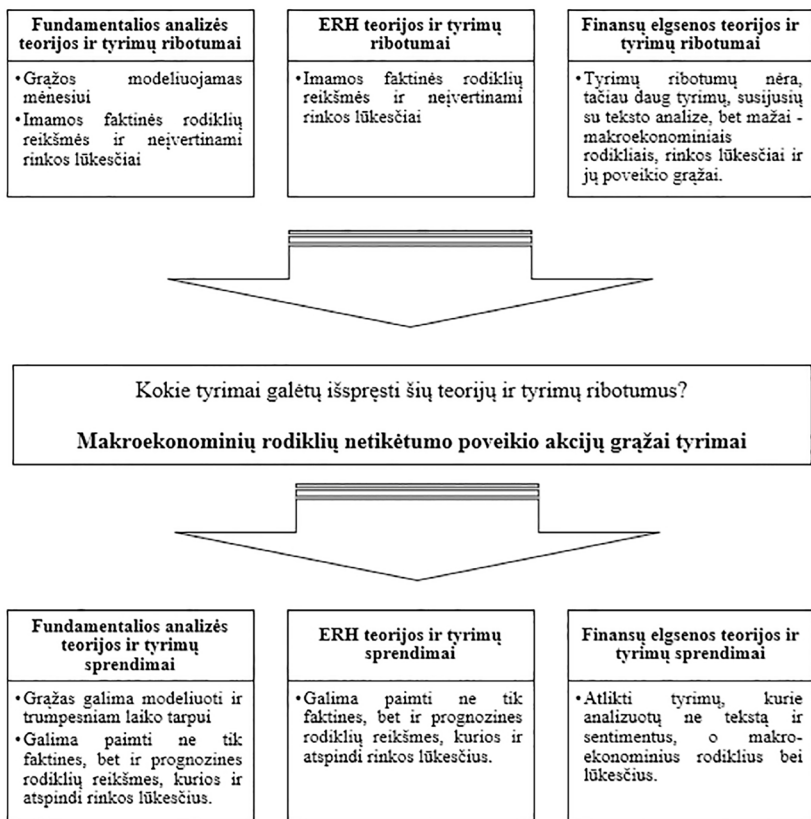 Fundamentalios analizės
teorijos ir tyrimų ribotumai
•Grąžos modeliuojamas
mėnesiui
•Imamos faktinės rodiklių
reikšmės ir neįvertinami
rinkos lūkesčiai
ERH teorijos ir tyrimų
ribotumai
•Imamos faktinės rodiklių
reikšmės ir neįvertinami
rinkos lūkesčiai
Finansų elgsenos teorijos ir
tyrimų ribotumai
•Tyrimų ribotumų nėra,
tačiau daug tyrimų, susijusių
su teksto analize, bet mažai -
makroekonominiais
rodikliais, rinkos lūkesčiai ir
jų poveikio grąžai.
Kokie tyrimai galėtų išspręsti šių teorijų ir tyrimų ribotumus?
Makroekonominių rodiklių netikėtumo poveikio akcijų grąžai tyrimai
Fundamentalios analizės
teorijos ir tyrimų
sprendimai
•Grąžas galima modeliuoti ir
trumpesniam laiko tarpui
•Galima paimti ne tik
faktines, bet ir prognozines
rodiklių reikšmes, kurios ir
atspindi rinkos lūkesčius.
ERH teorijos ir tyrimų
sprendimai
•Galima paimti ne tik
faktines, bet ir prognozines
rodiklių reikšmes, kurios ir
atspindi rinkos lūkesčius.
Finansų elgsenos teorijos ir
tyrimų sprendimai
•Atlikti tyrimų, kurie
analizuotų ne tekstą ir
sentimentus, o makro-
ekonominius rodiklius bei
lūkesčius.